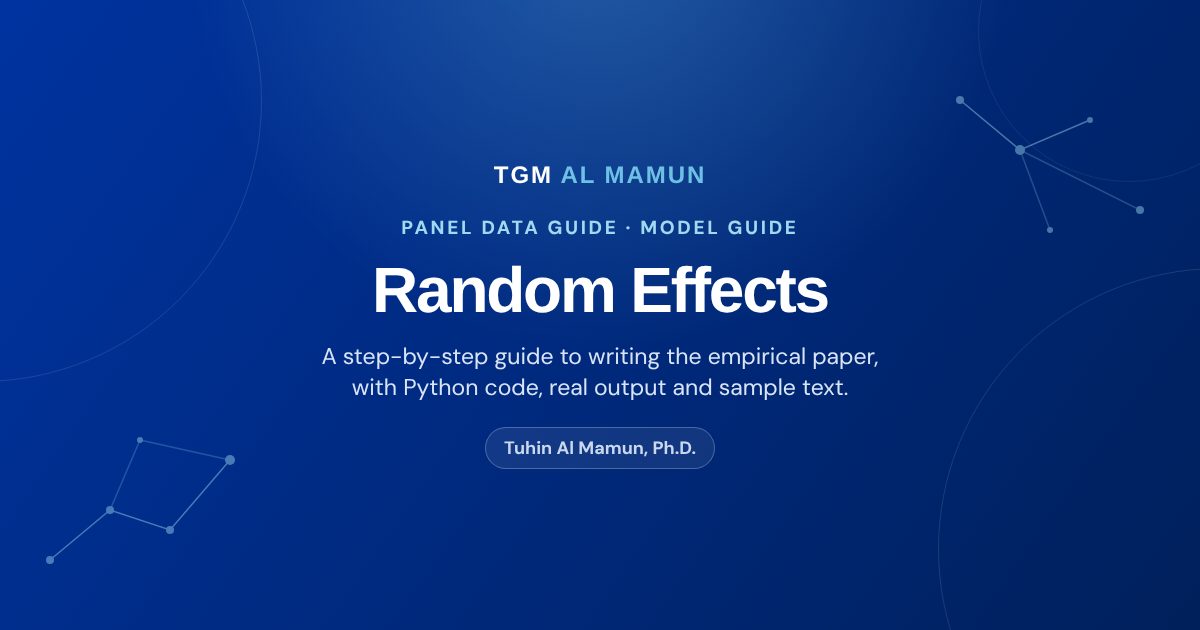 TGM AL MAMUN
PANEL DATA GUIDE · MODEL GUIDE
Random Effects
A step-by-step guide to writing the empirical paper,
with Python code, real output and sample text.
Tuhin Al Mamun, Ph.D.